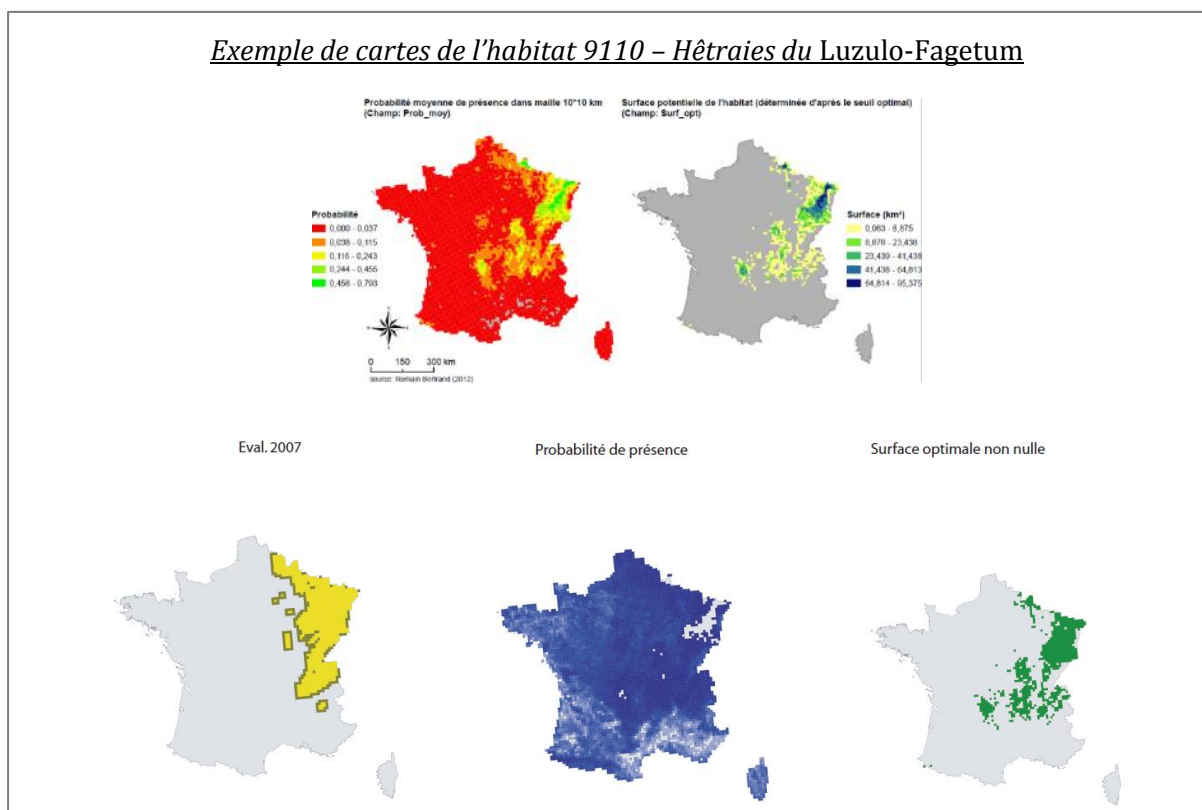 Exemple de cartes de l’habitat 9110 – Hêtraies du Luzulo-Fagetum
Probabilité moyenne de présence dans maille 10*10 km
(Champ: Prob_moy)
Surface potentielle de l'habitat (déterminée d'après le seuil optimal)
(Champ: Surf_opt)
Probabilité
0,000 - 0,037
0,038 - 0,115
0,116 - 0,243
0,244 - 0,455
0,456 - 0,793
Surface (km²)
0,063 - 8,875
8,876 - 23,438
23,439 - 41,438
41,438 - 64,813
64,814 - 95,375
0 150 300 km
source: Romain Bertrand (2012)
Eval. 2007
Probabilité de présence
Surface optimale non nulle